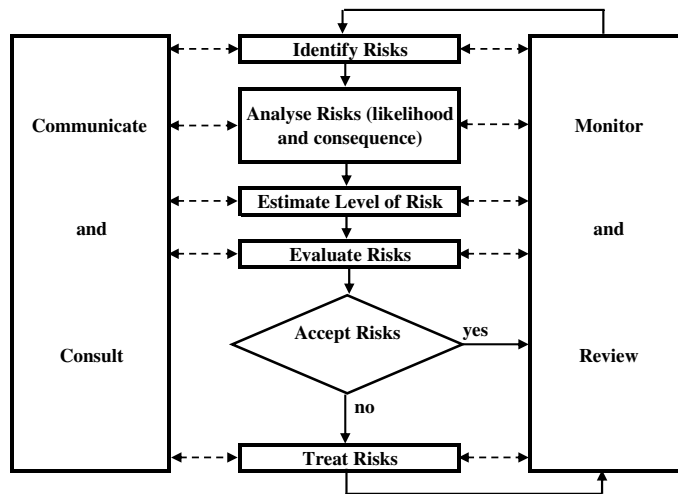 Identify Risks
Communicate
and
Consult
Analyse Risks (likelihood
and consequence)
Estimate Level of Risk
Evaluate Risks
Accept Risks
yes
no
Treat Risks
Monitor
and
Review